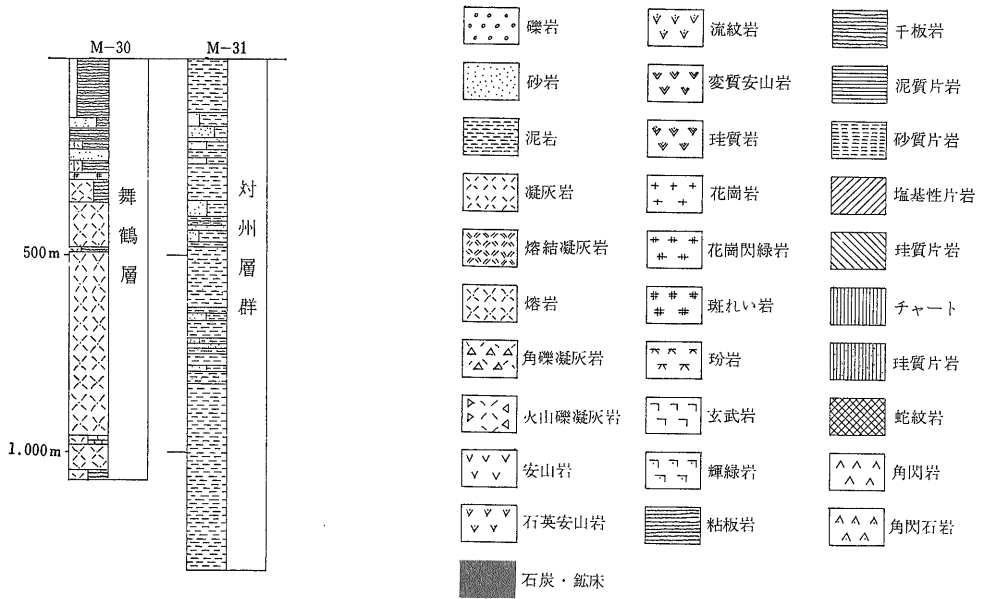 M-30
M-31
舞鶴層
対州層群
500m
1.000m
礫岩
砂岩
泥岩
凝灰岩
熔結凝灰岩
熔岩
角礫凝灰岩
火山礫凝灰岩
安山岩
石英安山岩
石炭・鉱床
流紋岩
変質安山岩
珪質岩
花崗岩
花崗閃緑岩
斑れい岩
玢岩
玄武岩
輝緑岩
粘板岩
千板岩
泥質片岩
砂質片岩
塩基性片岩
珪質片岩
チャート
珪質片岩
蛇紋岩
角閃岩
角閃石岩